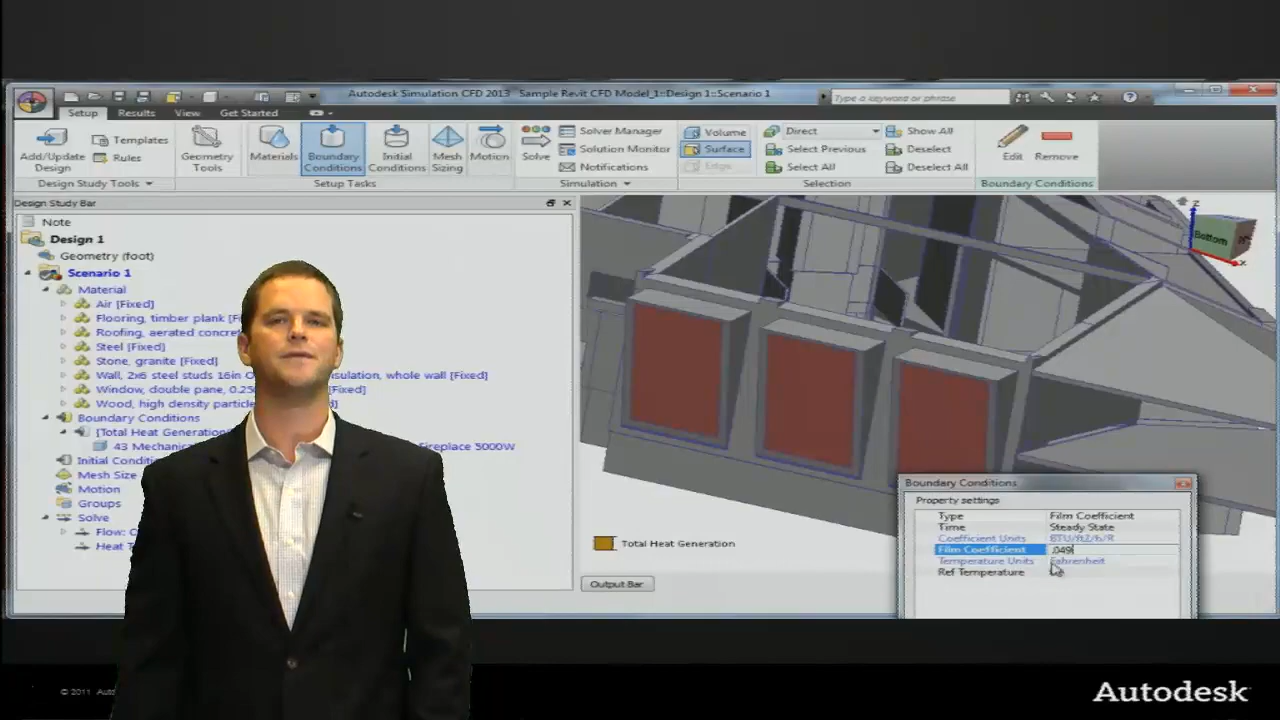 Autodesk Simulation CFD 2013 Sample Revit CFD Model_1::Design 1::Scenario 1
Type a keyword or phrase
Setup Results View Get Started
Add/Update Design
Templates
Rules
Geometry Tools
Materials
Boundary Conditions
Initial Conditions
Mesh Sizing
Motion
Solve
Solver Manager
Solution Monitor
Notifications
Volume
Surface
Edge
Direct
Select Previous
Select All
Show All
Deselect
Deselect All
Edit
Remove
Design Study Tools
Setup Tasks
Simulation
Selection
Boundary Conditions
Design Study Bar
Note
Design 1
Geometry (foot)
Scenario 1
Material
Air [Fixed]
Flooring, timber plank [Fi
Roofing, aerated concre
Steel [Fixed]
Stone, granite [Fixed]
Wall, 2x6 steel studs 16in O sulation, whole wall [Fixed]
Window, double pane, 0.25 [Fixed]
Wood, high density particle
Boundary Conditions
[Total Heat Generation
43 Mechanica Fireplace 5000W
Initial Condi
Mesh Size
Motion
Groups
Solve
Flow: O
Heat T
Bottom
Z
X
Total Heat Generation
Output Bar
Boundary Conditions
Property settings
Type Film Coefficient
Time Steady State
Coefficient Units BTU/ft2/h/R
Film Coefficient .049
Temperature Units Fahrenheit
Ref Temperature
© 2011 Auto
Autodesk